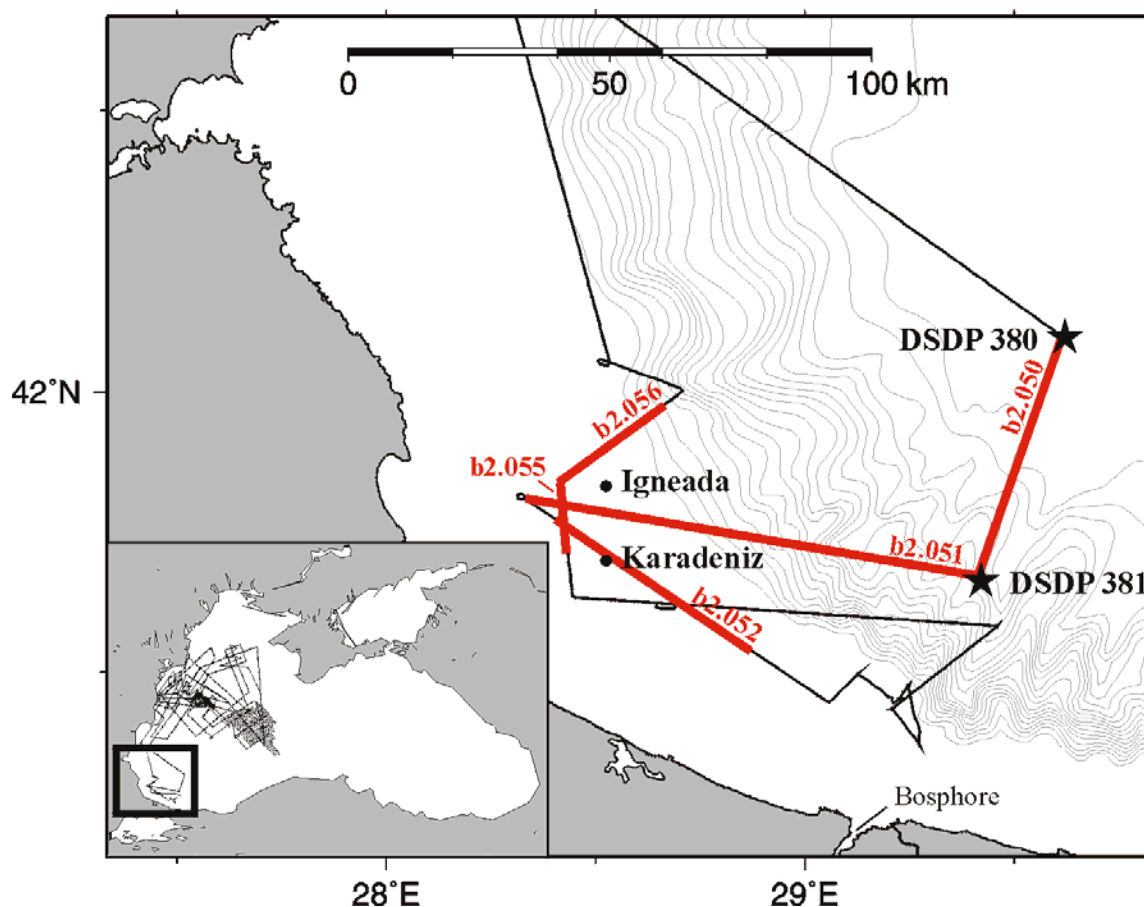 0 50 100 km
DSDP 380
42°N
b2.050
b2.056
b2.055
Igneada
b2.051
Karadeniz
DSDP 381
b2.052
Bosphore
28°E 29°E